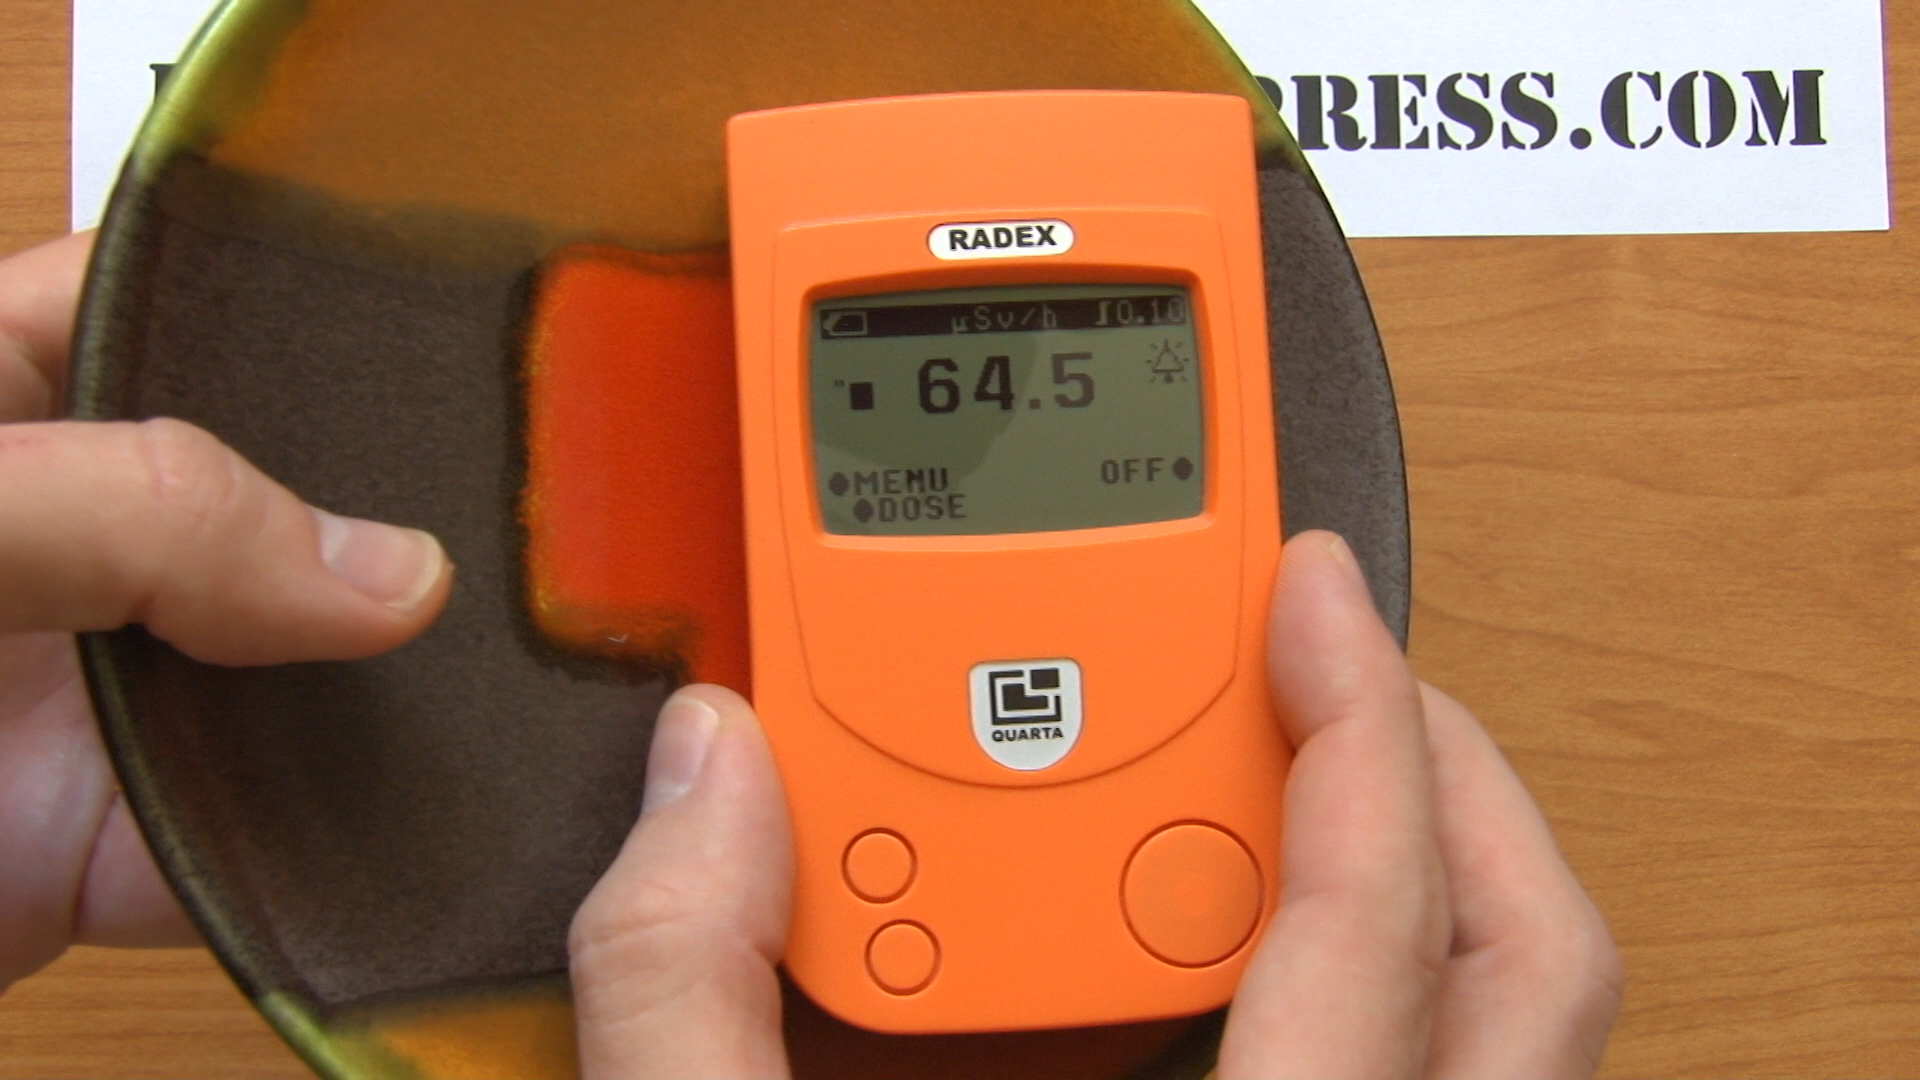 RESS.COM
RADEX
µSv/h 0.10
64.5
MENU OFF
DOSE
QUARTA